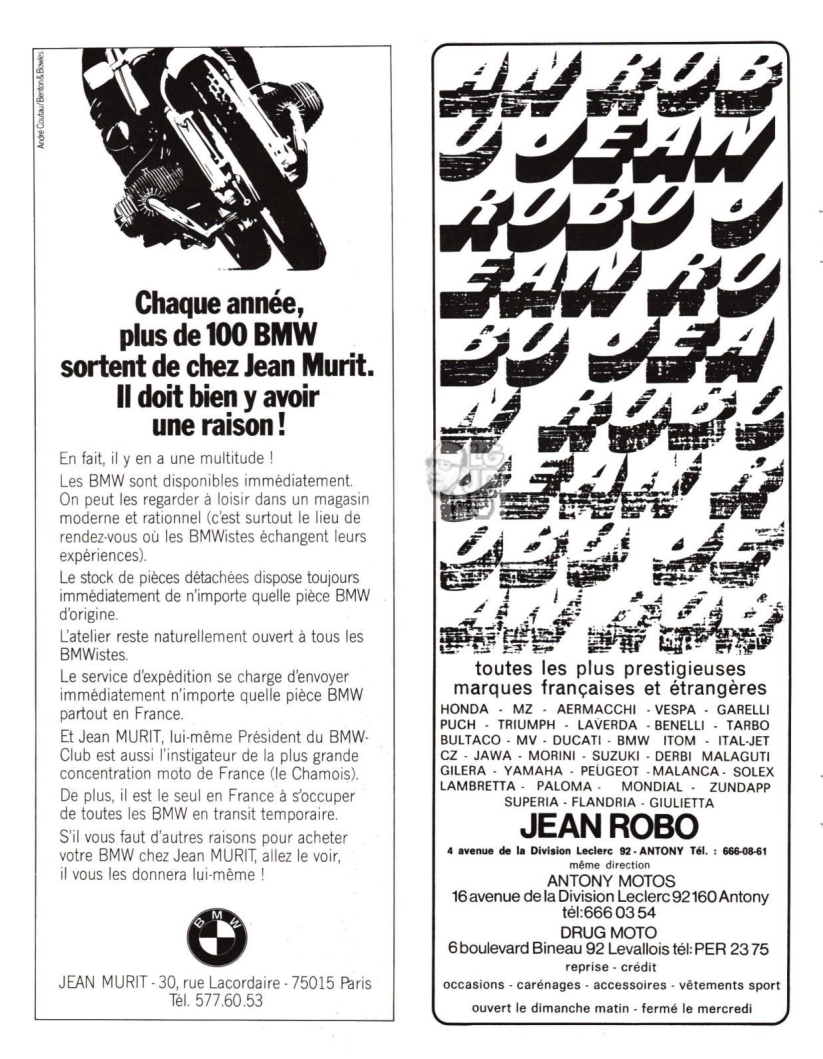 André Coutau/Benton&Bowles
Chaque année,
plus de 100 BMW
sortent de chez Jean Murit.
Il doit bien y avoir
une raison !
En fait, il y en a une multitude !
Les BMW sont disponibles immédiatement.
On peut les regarder à loisir dans un magasin
moderne et rationnel (c'est surtout le lieu de
rendez-vous où les BMWistes échangent leurs
expériences).
Le stock de pièces détachées dispose toujours
immédiatement de n'importe quelle pièce BMW
d'origine.
L'atelier reste naturellement ouvert à tous les
BMWistes.
Le service d'expédition se charge d'envoyer
immédiatement n'importe quelle pièce BMW
partout en France.
Et Jean MURIT, lui-même Président du BMW-
Club est aussi l'instigateur de la plus grande
concentration moto de France (le Chamois).
De plus, il est le seul en France à s'occuper
de toutes les BMW en transit temporaire.
S'il vous faut d'autres raisons pour acheter
votre BMW chez Jean MURIT, allez le voir,
il vous les donnera lui-même !
BMW
JEAN MURIT - 30, rue Lacordaire - 75015 Paris
Tél. 577.60.53
AN ROB
O JEAN
ROBO J
EAN RO
BO JEA
N ROBO
JEAN R
OBO JE
AN ROB
toutes les plus prestigieuses
marques françaises et étrangères
HONDA - MZ - AERMACCHI - VESPA - GARELLI
PUCH - TRIUMPH - LAVERDA - BENELLI - TARBO
BULTACO - MV - DUCATI - BMW ITOM - ITAL-JET
CZ - JAWA - MORINI - SUZUKI - DERBI MALAGUTI
GILERA - YAMAHA - PEUGEOT - MALANCA - SOLEX
LAMBRETTA - PALOMA - MONDIAL - ZUNDAPP
SUPERIA - FLANDRIA - GIULIETTA
JEAN ROBO
4 avenue de la Division Leclerc 92 - ANTONY Tél. : 666-08-61
même direction
ANTONY MOTOS
16 avenue de la Division Leclerc 92160 Antony
tél:666 03 54
DRUG MOTO
6 boulevard Bineau 92 Levallois tél: PER 23 75
reprise - crédit
occasions - carénages - accessoires - vêtements sport
ouvert le dimanche matin - fermé le mercredi